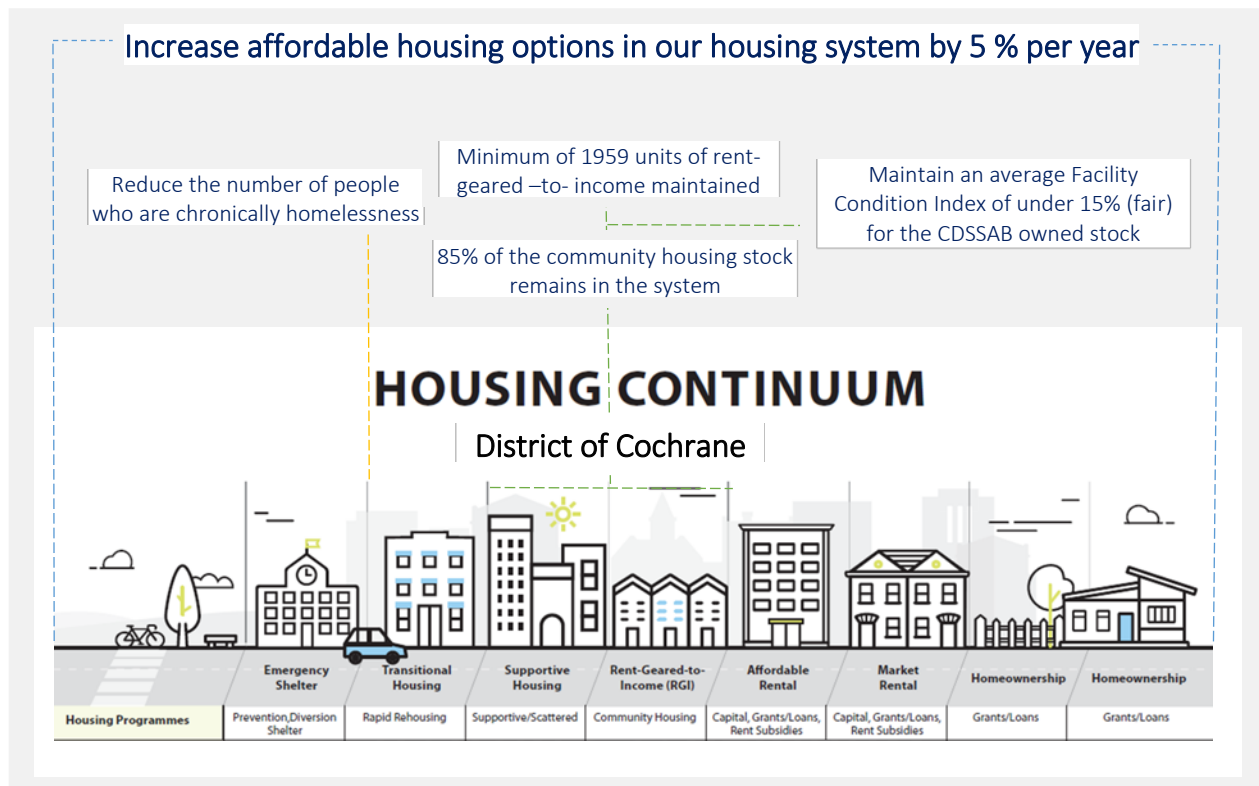 Increase affordable housing options in our housing system by 5 % per year
Reduce the number of people
who are chronically homelessness
Minimum of 1959 units of rent-
geared –to- income maintained
85% of the community housing stock
remains in the system
Maintain an average Facility
Condition Index of under 15% (fair)
for the CDSSAB owned stock
HOUSING CONTINUUM
District of Cochrane
Emergency
Shelter
Transitional
Housing
Supportive
Housing
Rent-Geared-to-
Income (RGI)
Affordable
Rental
Market
Rental
Homeownership
Homeownership
Housing Programmes
Prevention,Diversion
Shelter
Rapid Rehousing
Supportive/Scattered
Community Housing
Capital, Grants/Loans,
Rent Subsidies
Capital, Grants/Loans,
Rent Subsidies
Grants/Loans
Grants/Loans